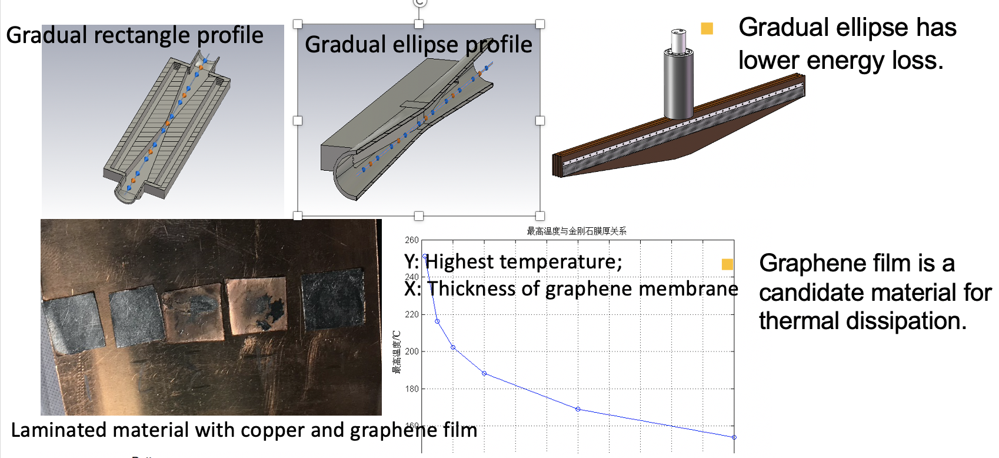 Gradual rectangle profile
Gradual ellipse profile
Gradual ellipse has
lower energy loss.
最高温度与金刚石膜厚关系
260
Y: Highest temperature;
240
X: Thickness of graphene membrane
220
200
180
160
最高温度/℃
Graphene film is a
candidate material for
thermal dissipation.
Laminated material with copper and graphene film